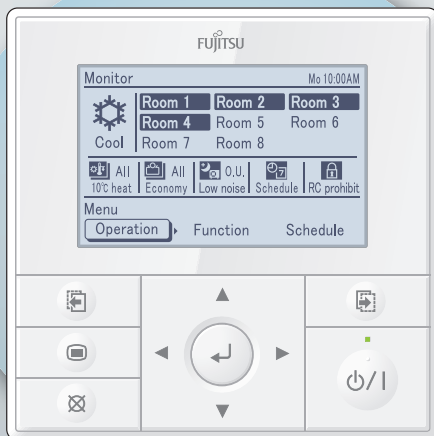 FUJITSU
Monitor Mo 10:00AM
Room 1 Room 2 Room 3
Cool Room 4 Room 5 Room 6
Room 7 Room 8
All All O.U.
10℃ heat Economy Low noise Schedule RC prohibit
Menu
Operation Function Schedule